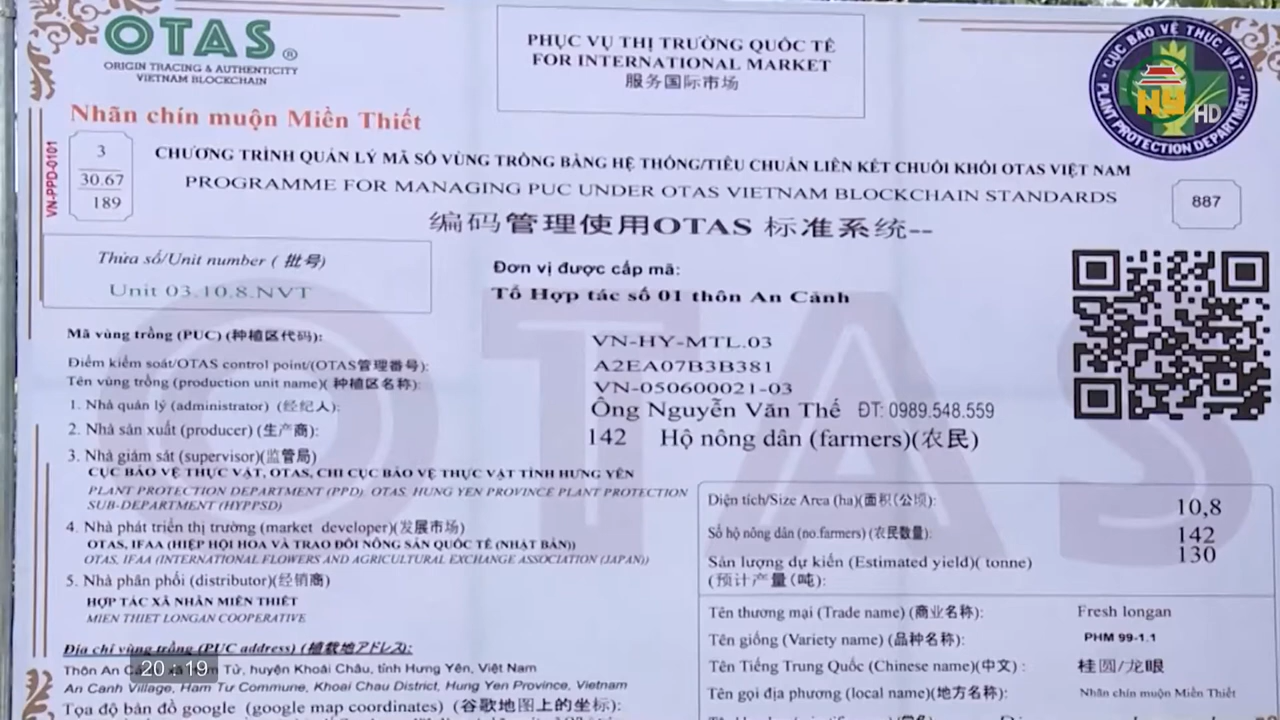 OTAS®
ORIGIN TRACING & AUTHENTICITY
VIETNAM BLOCKCHAIN
PHỤC VỤ THỊ TRƯỜNG QUỐC TẾ
FOR INTERNATIONAL MARKET
服务国际市场
CỤC BẢO VỆ THỰC VẬT
PLANT PROTECTION DEPARTMENT
HY HD
Nhãn chín muộn Miền Thiết
VN-PPD-0101
3
30.67
189
CHƯƠNG TRÌNH QUẢN LÝ MÃ SỐ VÙNG TRỒNG BẰNG HỆ THỐNG/TIÊU CHUẨN LIÊN KẾT CHUỖI KHỐI OTAS VIỆT NAM
PROGRAMME FOR MANAGING PUC UNDER OTAS VIETNAM BLOCKCHAIN STANDARDS
887
编码管理使用OTAS 标准系统--
Thửa số/Unit number ( 批号)
Unit 03.10.8.NVT
Đơn vị được cấp mã:
Tổ Hợp tác số 01 thôn An Cảnh
Mã vùng trồng (PUC) (种植区代码): VN-HY-MTL.03
Điểm kiểm soát/OTAS control point/(OTAS管理番号): A2EA07B3B381
Tên vùng trồng (production unit name)( 种植区名称): VN-050600021-03
1. Nhà quản lý (administrator) (经纪人): Ông Nguyễn Văn Thế ĐT: 0989.548.559
2. Nhà sản xuất (producer) (生产商): 142 Hộ nông dân (farmers)(农民)
3. Nhà giám sát (supervisor)(监管局)
CỤC BẢO VỆ THỰC VẬT, OTAS, CHI CỤC BẢO VỆ THỰC VẬT TỈNH HƯNG YÊN
PLANT PROTECTION DEPARTMENT (PPD), OTAS, HUNG YEN PROVINCE PLANT PROTECTION
SUB-DEPARTMENT (HYPPSD)
4. Nhà phát triển thị trường (market developer)(发展市场)
OTAS, IFAA (HIỆP HỘI HOA VÀ TRAO ĐỔI NÔNG SẢN QUỐC TẾ (NHẬT BẢN))
OTAS, IFAA (INTERNATIONAL FLOWERS AND AGRICULTURAL EXCHANGE ASSOCIATION (JAPAN))
5. Nhà phân phối (distributor)(经销商)
HỢP TÁC XÃ NHÃN MIỀN THIẾT
MIEN THIET LONGAN COOPERATIVE
Địa chỉ vùng trồng (PUC address) (植栽地アドレス):
Thôn An Tử, huyện Khoái Châu, tỉnh Hưng Yên, Việt Nam
An Canh Village, Ham Tu Commune, Khoai Chau District, Hung Yen Province, Vietnam
Tọa độ bản đồ google (google map coordinates) (谷歌地图上的坐标):
20 19
Diện tích/Size Area (ha)(面积(公顷): 10,8
Số hộ nông dân (no.farmers) (农民数量): 142
Sản lượng dự kiến (Estimated yield)( tonne) 130
(预计产量(吨):
Tên thương mại (Trade name) (商业名称): Fresh longan
Tên giống (Variety name) (品种名称): PHM 99-1.1
Tên Tiếng Trung Quốc (Chinese name)(中文) : 桂圆/龙眼
Tên gọi địa phương (local name)(地方名称): Nhãn chín muộn Miền Thiết
OTAS